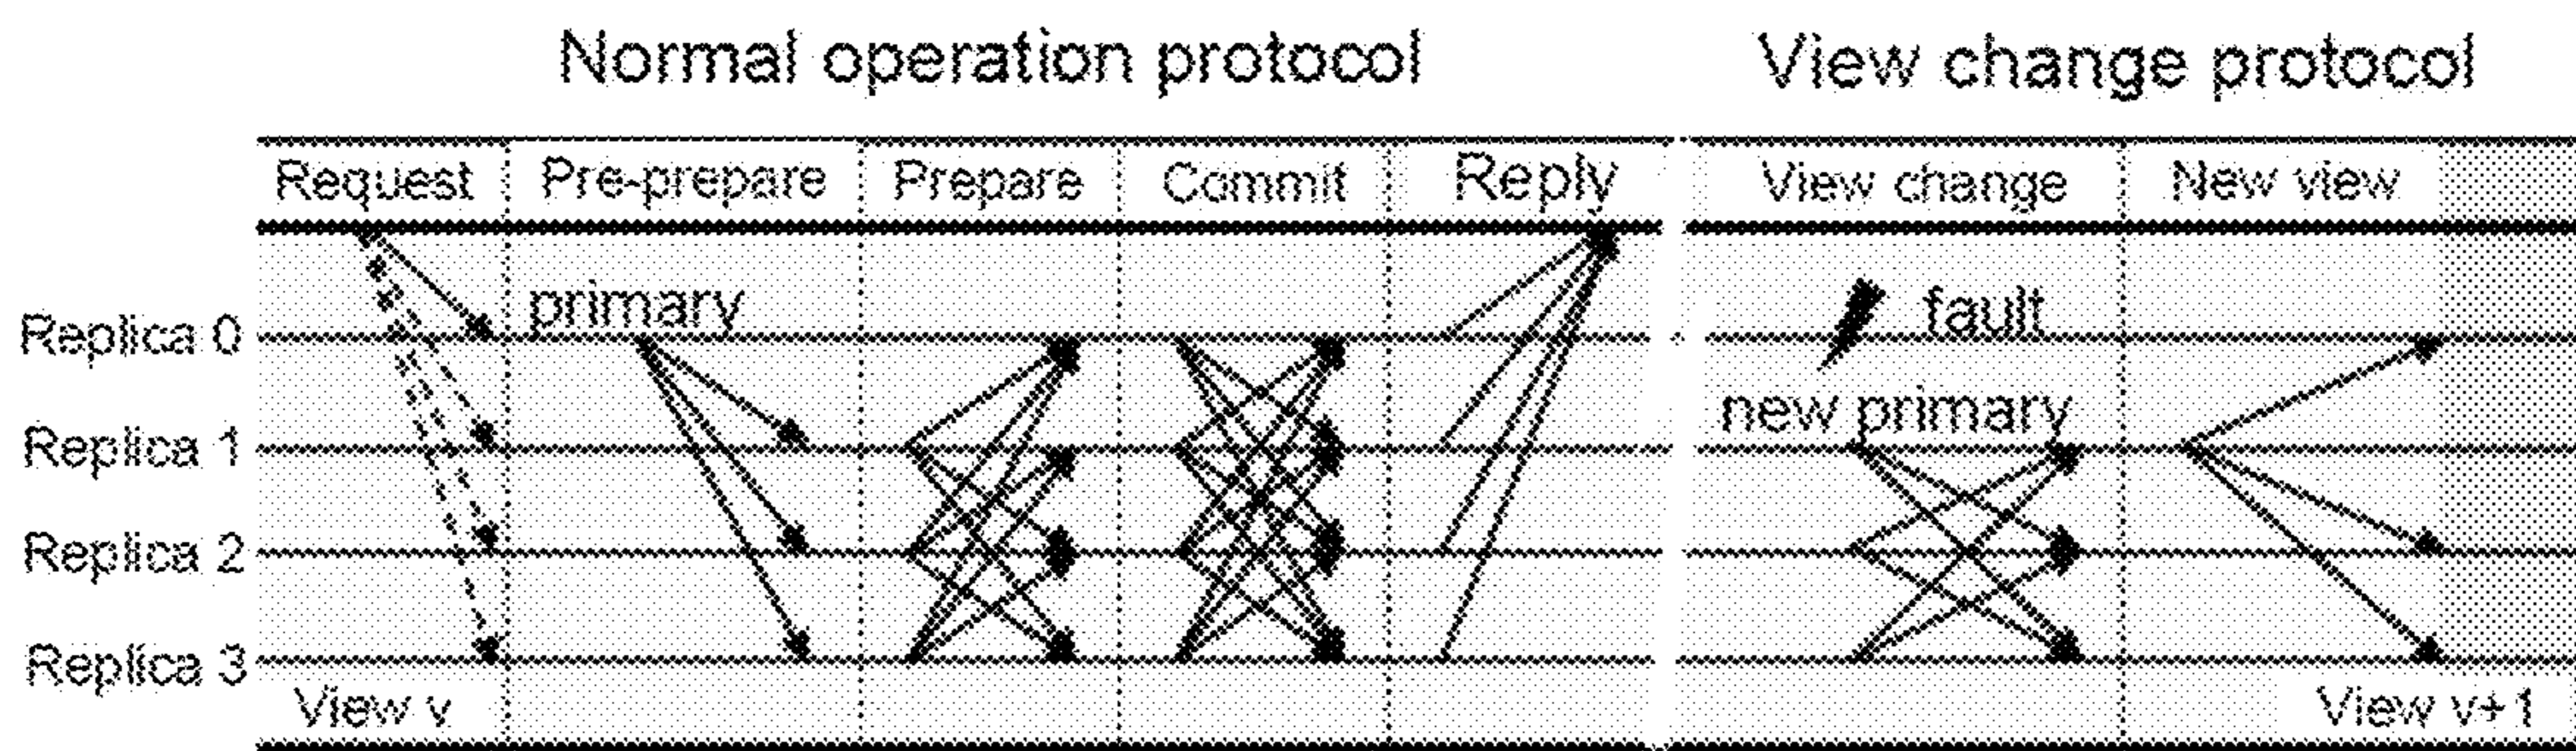 Normal operation protocol
View change protocol
Request Pre-prepare Prepare Commit Reply View change New view
primary
fault
Replica 0
new primary
Replica 1
Replica 2
Replica 3
View v
View v+1